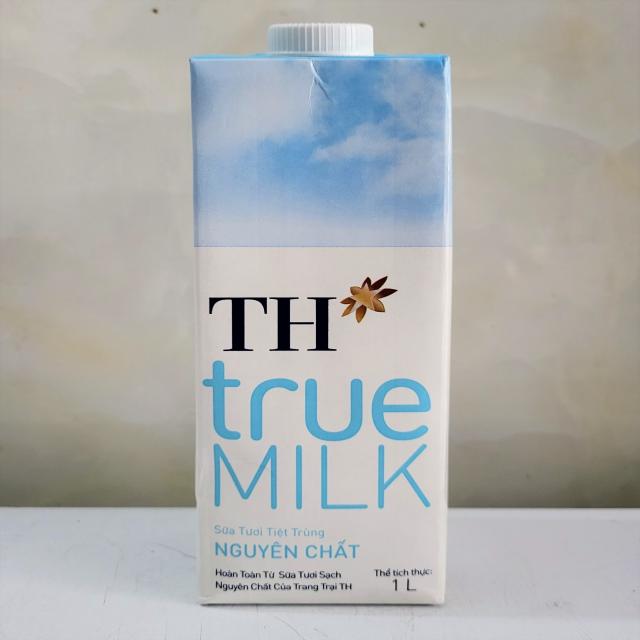 TH
true
MILK
Sữa Tươi Tiệt Trùng
NGUYÊN CHẤT
Hoàn Toàn Từ Sữa Tươi Sạch
Nguyên Chất Của Trang Trại TH
Thể tích thực:
1 L